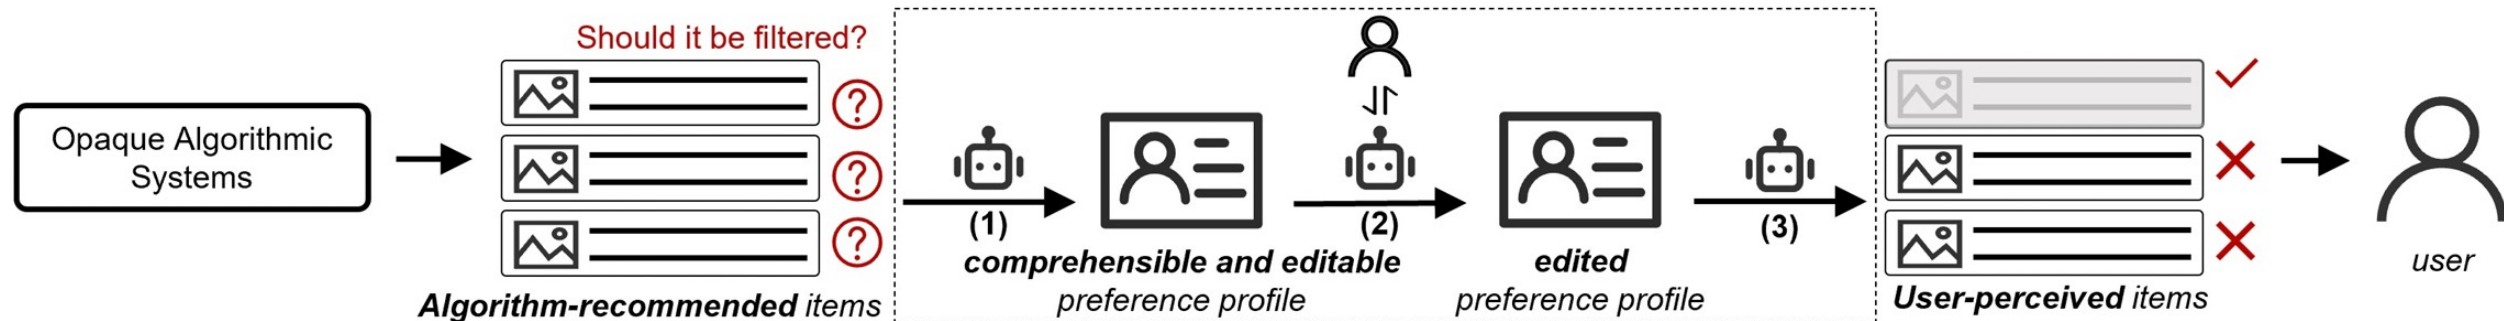 Opaque Algorithmic
Systems
Should it be filtered?
?
?
?
Algorithm-recommended items
(1)
comprehensible and editable
preference profile
(2)
edited
preference profile
(3)
User-perceived items
user